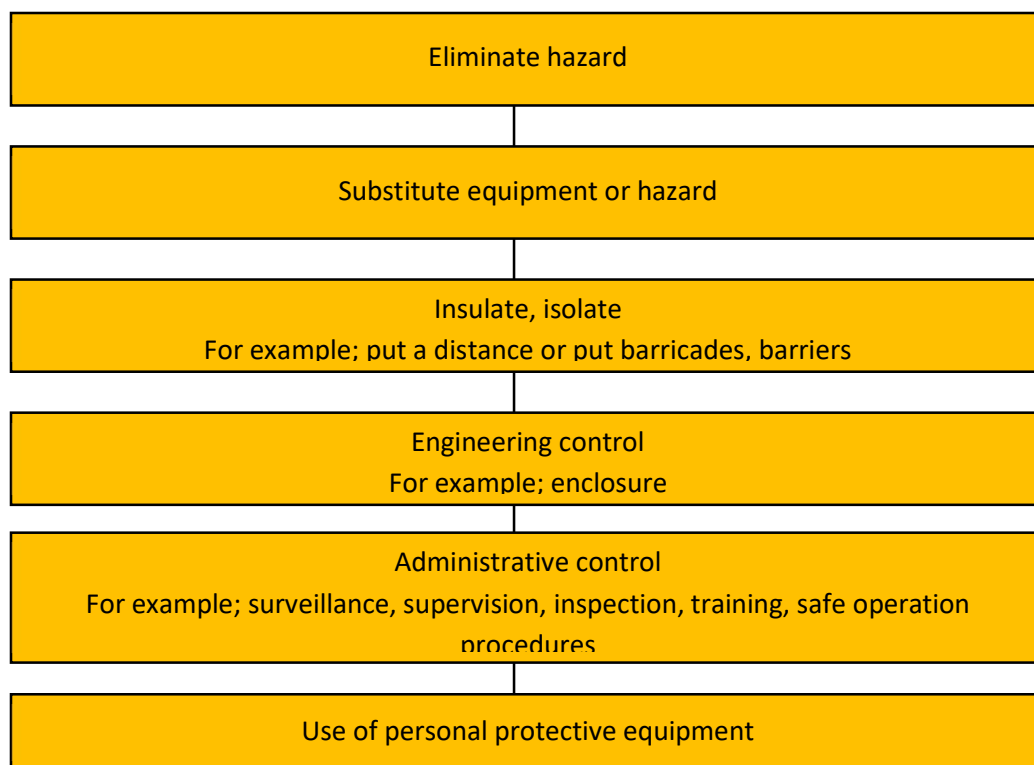 Eliminate hazard
Substitute equipment or hazard
Insulate, isolate
For example; put a distance or put barricades, barriers
Engineering control
For example; enclosure
Administrative control
For example; surveillance, supervision, inspection, training, safe operation
procedures
Use of personal protective equipment